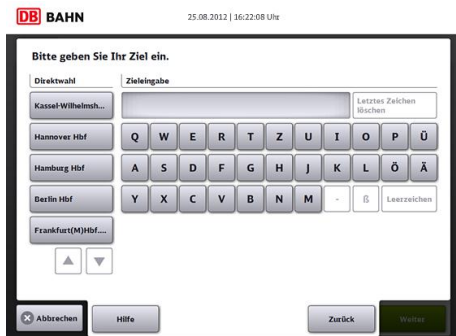 DB BAHN
25.08.2012 | 16:22:08 Uhr
Bitte geben Sie Ihr Ziel ein.
Direktwahl Zieleingabe
Kassel-Wilhelmsh... Letztes Zeichen
löschen
Hannover Hbf Q W E R T Z U I O P Ü
Hamburg Hbf A S D F G H J K L Ö Ä
Berlin Hbf Y X C V B N M - ß Leerzeichen
Frankfurt(M)Hbf....
Abbrechen Hilfe Zurück Weiter